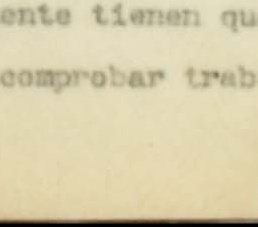 ente tienen qu
comprobar trab